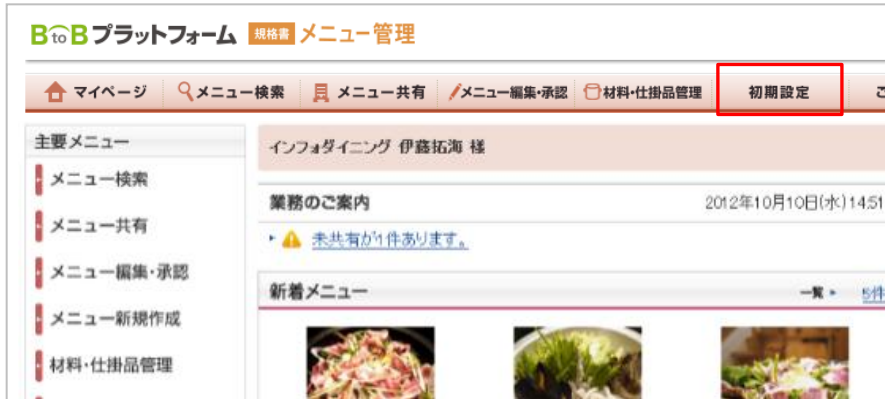 BtoBプラットフォーム 規格書 メニュー管理
マイページ メニュー検索 メニュー共有 メニュー編集・承認 材料・仕掛品管理 初期設定
主要メニュー
メニュー検索
メニュー共有
メニュー編集・承認
メニュー新規作成
材料・仕掛品管理
インフォダイニング 伊藤拓海 様
業務のご案内 2012年10月10日(水)14:51
未共有が1件あります。
新着メニュー 一覧 5件